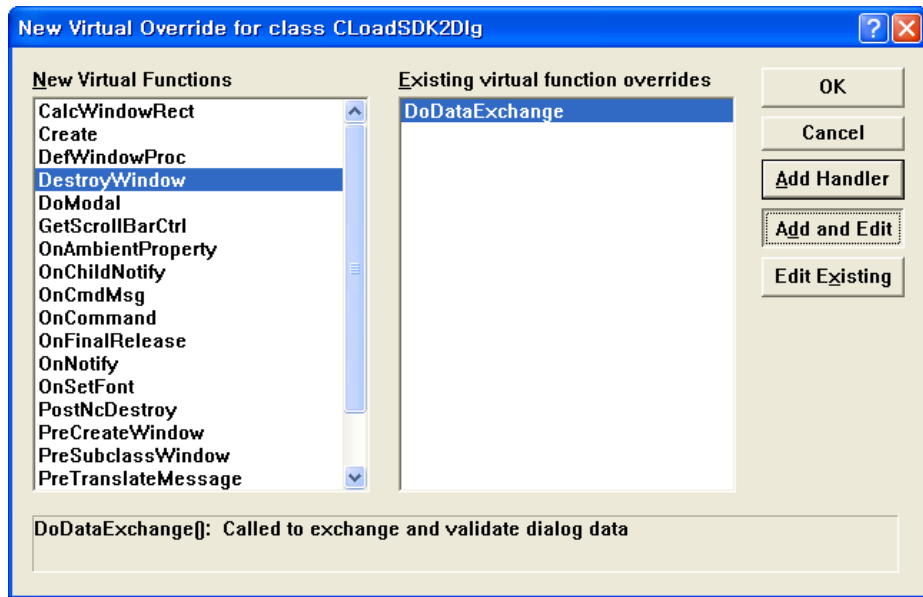 New Virtual Override for class CLoadSDK2Dlg
New Virtual Functions
CalcWindowRect
Create
DefWindowProc
DestroyWindow
DoModal
GetScrollBarCtrl
OnAmbientProperty
OnChildNotify
OnCmdMsg
OnCommand
OnFinalRelease
OnNotify
OnSetFont
PostNcDestroy
PreCreateWindow
PreSubclassWindow
PreTranslateMessage
Existing virtual function overrides
DoDataExchange
OK
Cancel
Add Handler
Add and Edit
Edit Existing
DoDataExchange(): Called to exchange and validate dialog data